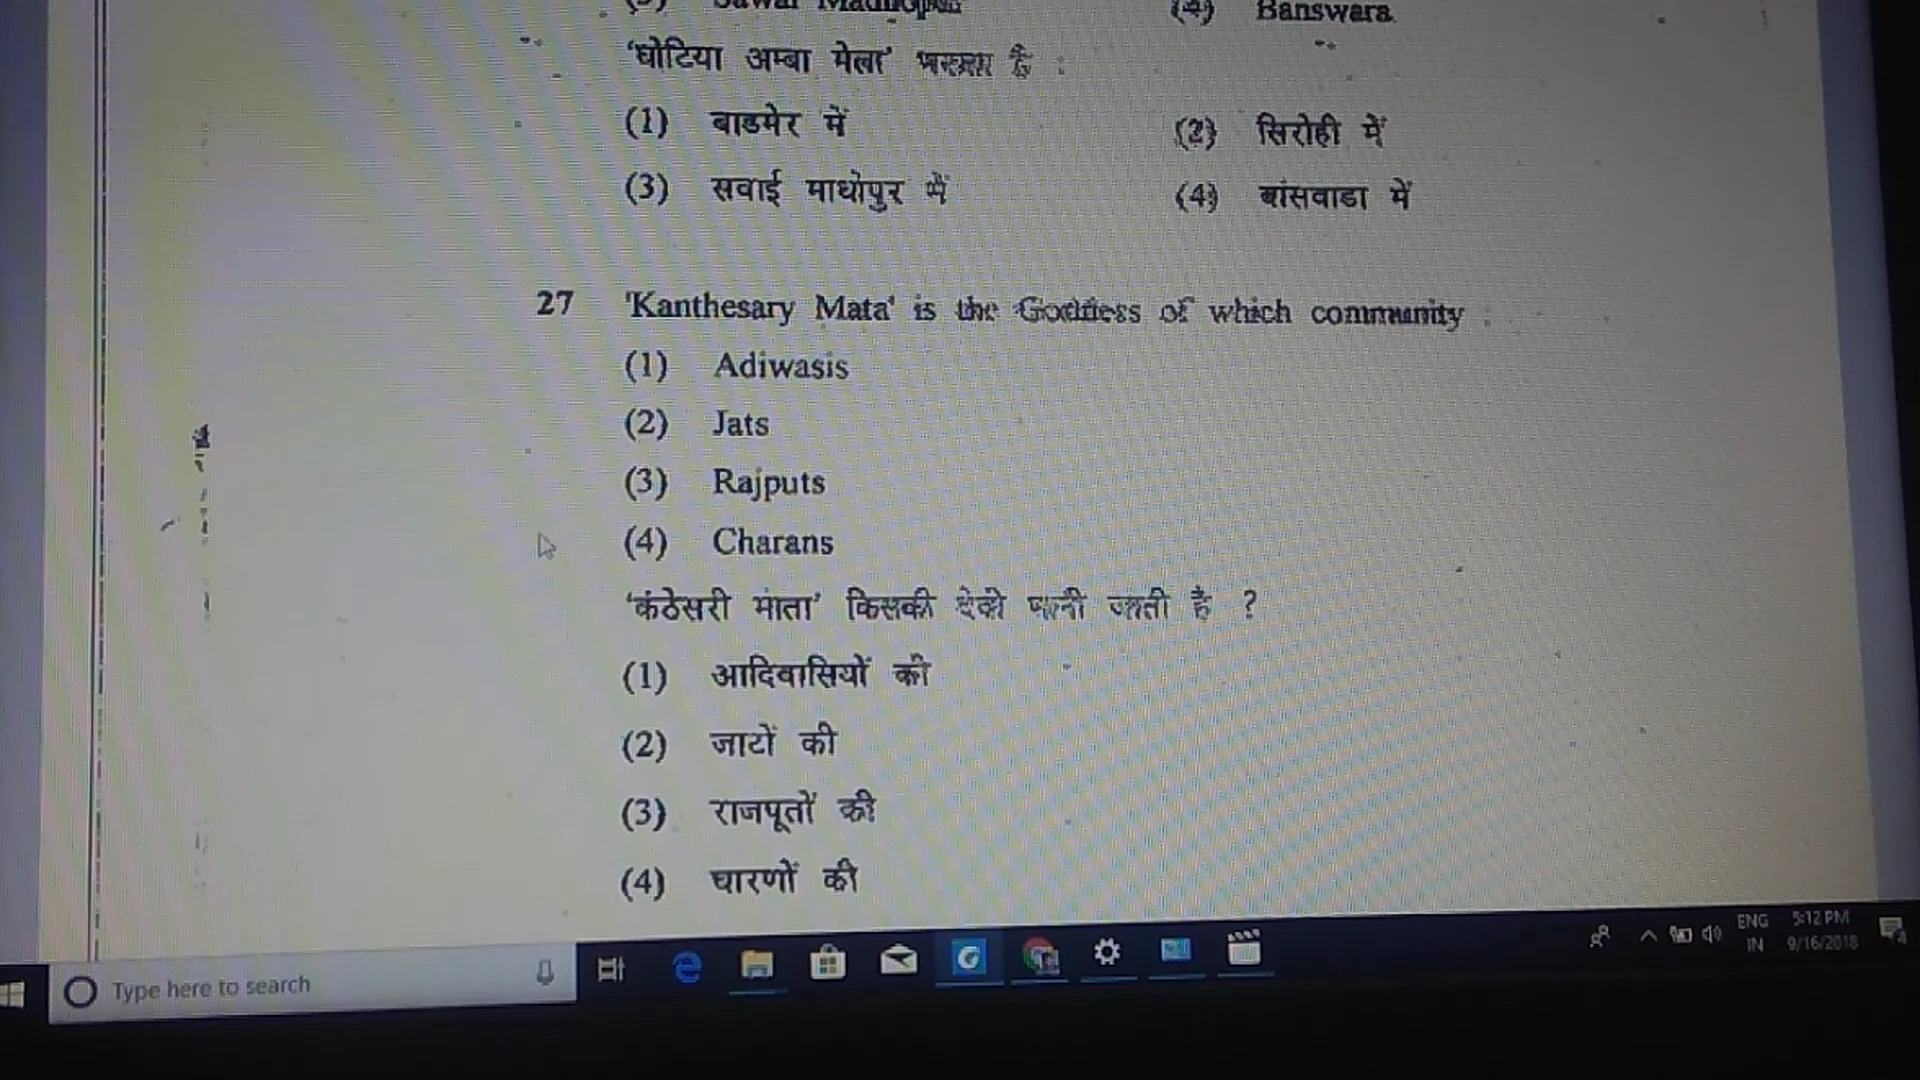 (4) Banswara
'घोटिया अम्बा मेला' भरता है :
(1) बाडमेर में (2) सिरोही में
(3) सवाई माधोपुर में (4) बांसवाडा में
27 'Kanthesary Mata' is the Goddess of which community :
(1) Adiwasis
(2) Jats
(3) Rajputs
(4) Charans
'कंठेसरी माता' किसकी देवी मानी जाती है ?
(1) आदिवासियों की
(2) जाटों की
(3) राजपूतों की
(4) चारणों की
Type here to search
ENG 5:12 PM
IN 9/16/2018